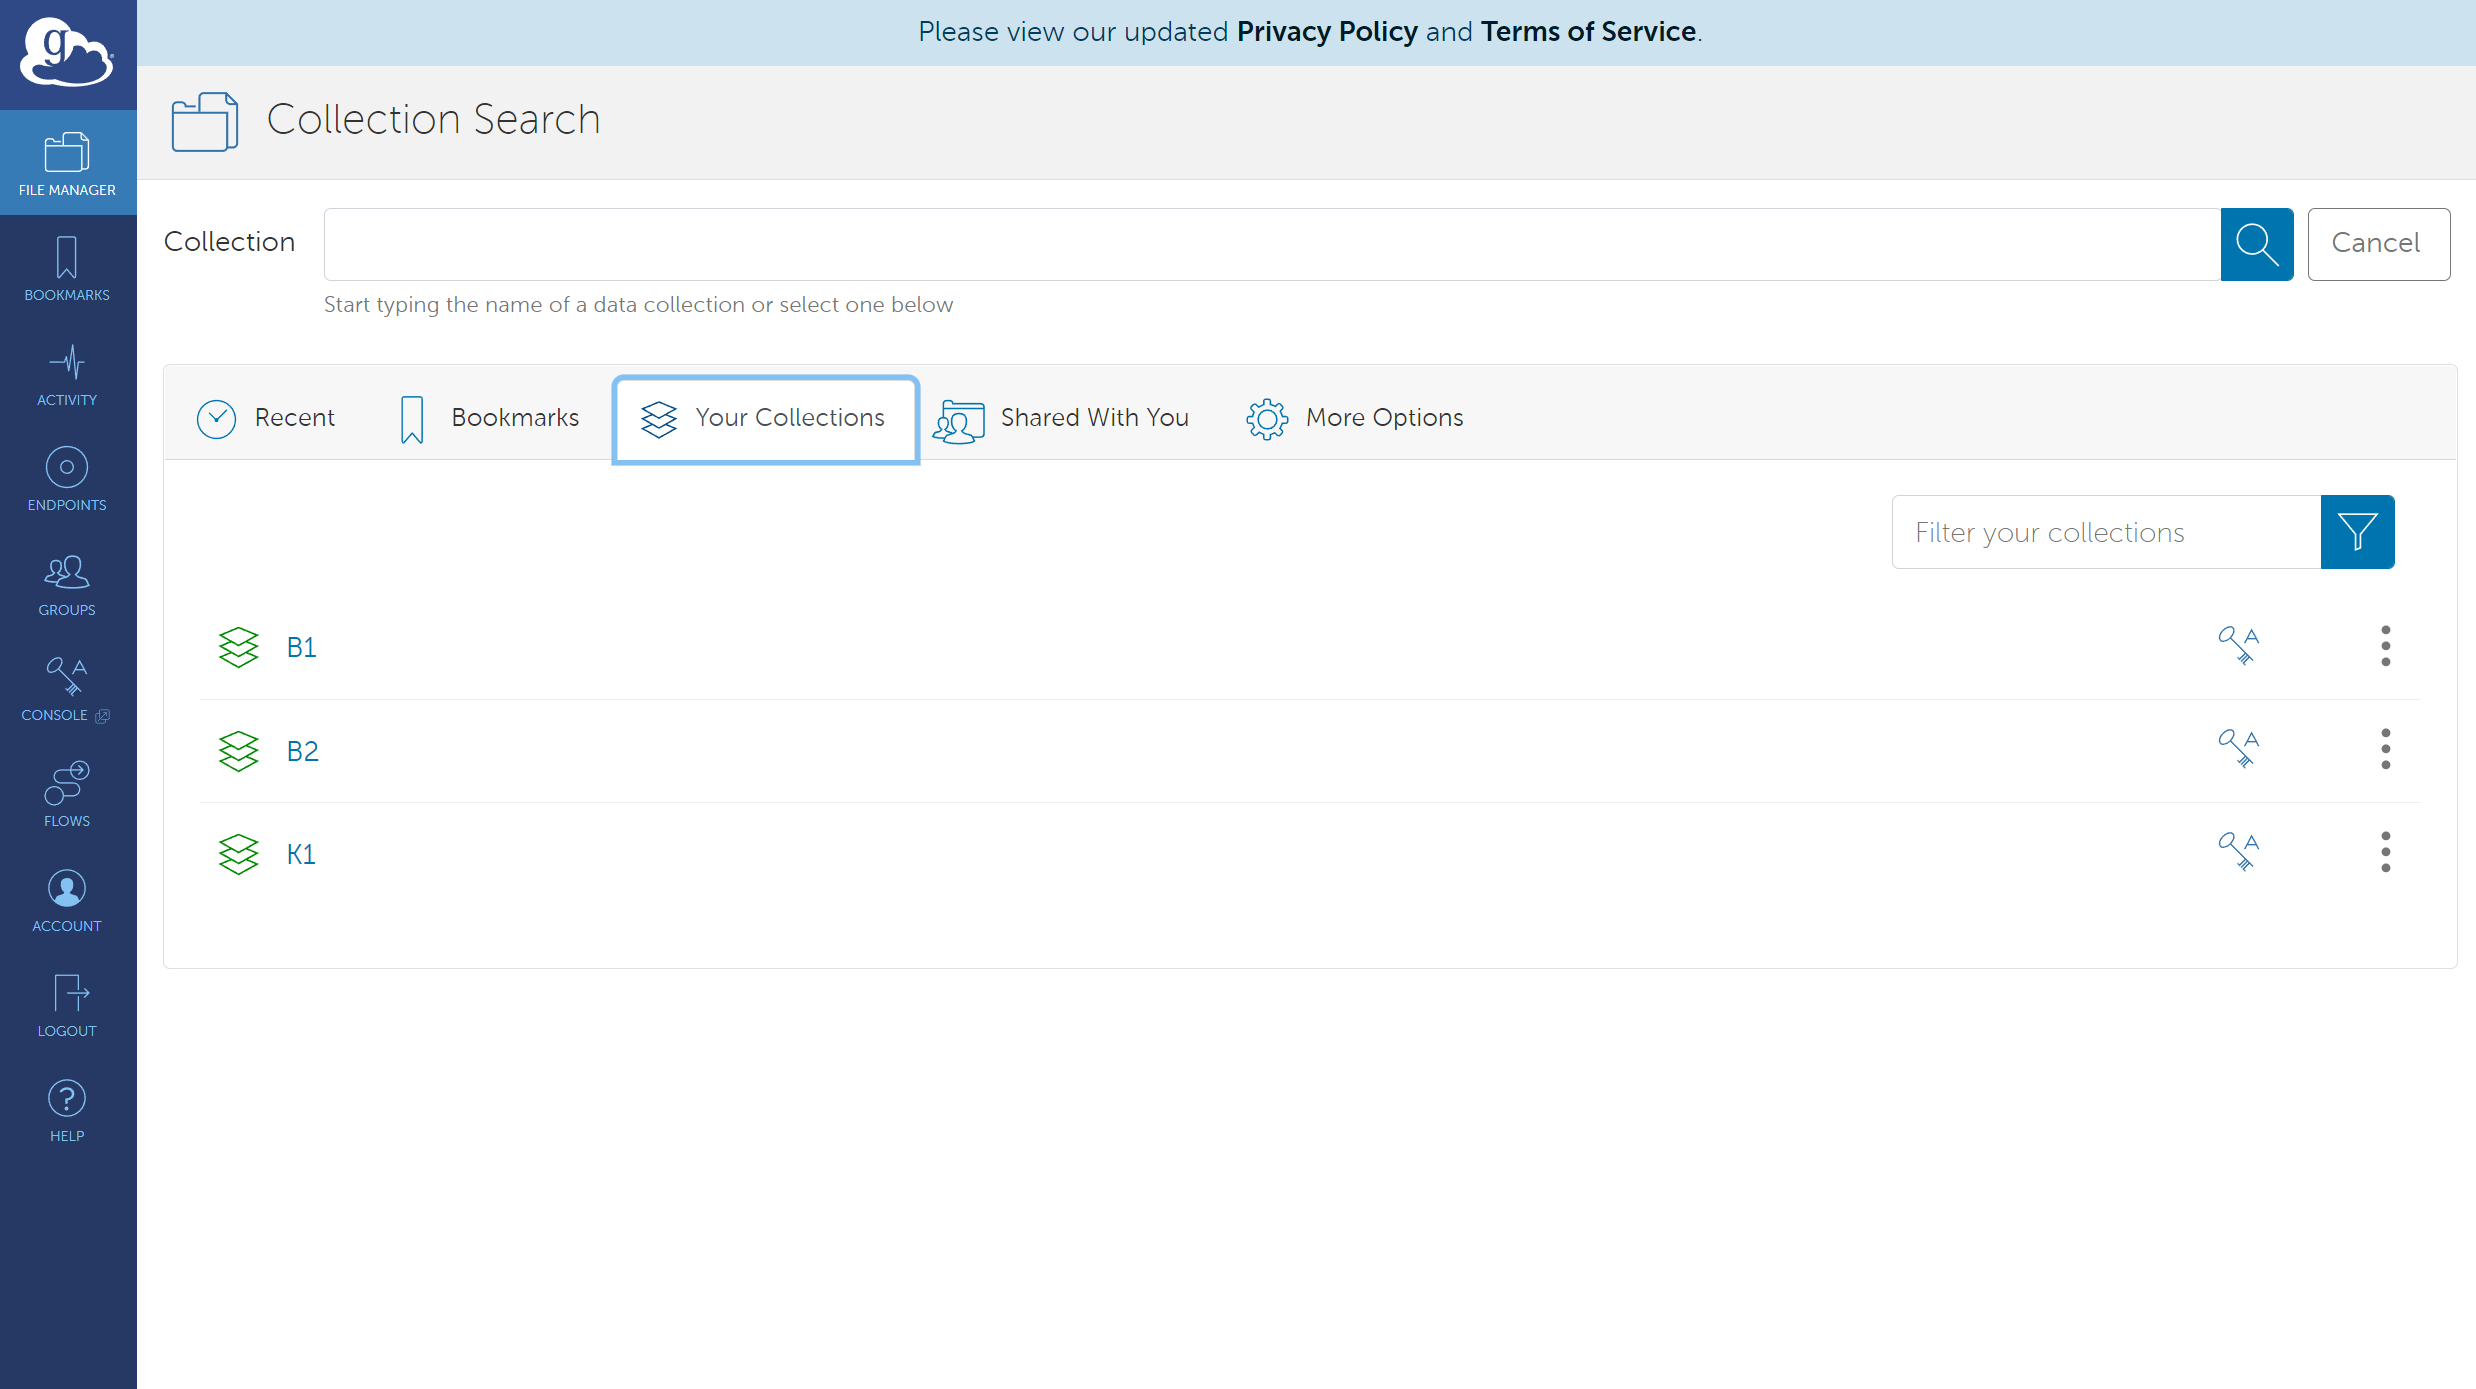 Please view our updated Privacy Policy and Terms of Service.
g
Collection Search
FILE MANAGER
BOOKMARKS
ACTIVITY
ENDPOINTS
GROUPS
CONSOLE
FLOWS
ACCOUNT
LOGOUT
HELP
Collection
Cancel
Start typing the name of a data collection or select one below
Recent
Bookmarks
Your Collections
Shared With You
More Options
Filter your collections
B1
B2
K1